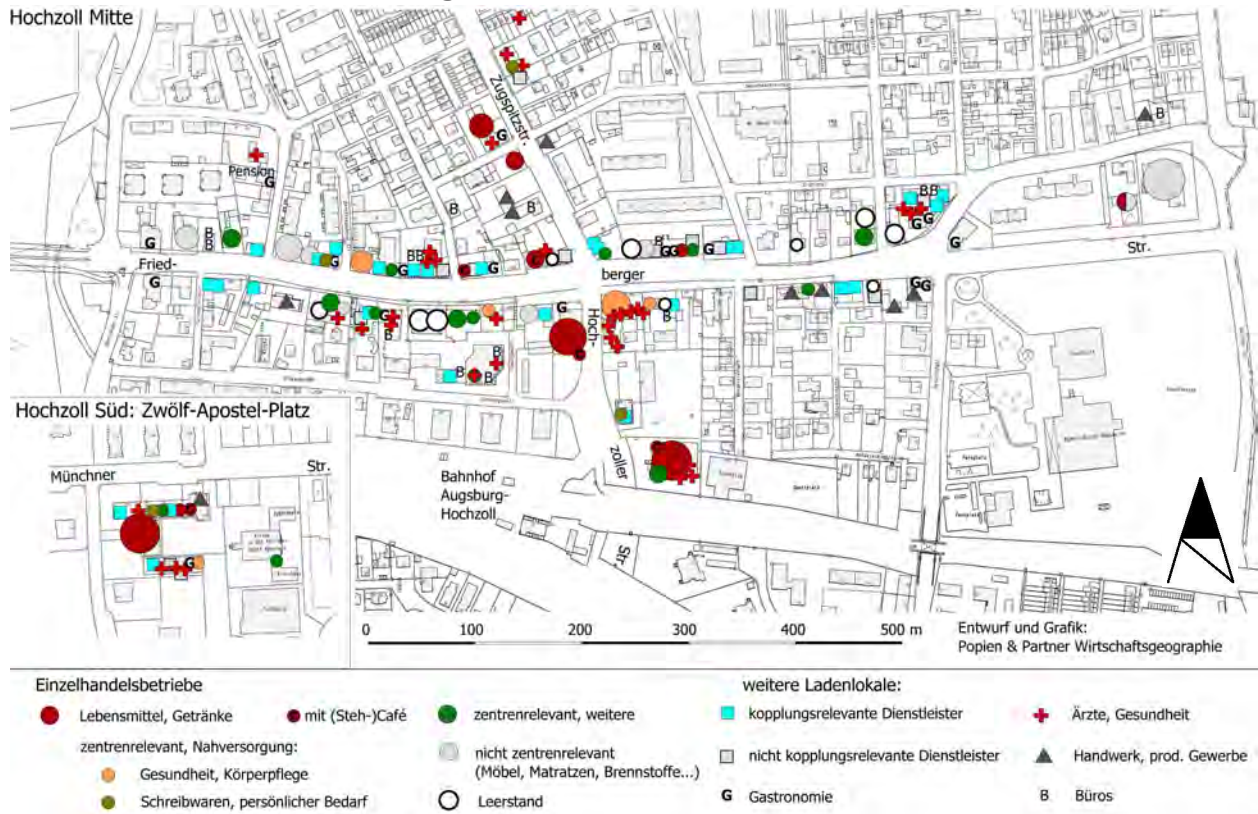 Hochzoll Mitte
Zugspitzstr.
Pension
G
G
B
B
G
B
B
B
B
G
Fried-
berger
Str.
G
BB
G
G
G
B
G
G
G
BB
G
G
G
G
Hoch-
zoller
Str.
G
G
B
B
B
B
B
G
G
Bahnhof
Augsburg-
Hochzoll
Hochzoll Süd: Zwölf-Apostel-Platz
Münchner
Str.
G
0 100 200 300 400 500 m
Entwurf und Grafik:
Popien & Partner Wirtschaftsgeographie
Einzelhandelsbetriebe
Lebensmittel, Getränke
mit (Steh-)Café
zentrenrelevant, Nahversorgung:
Gesundheit, Körperpflege
Schreibwaren, persönlicher Bedarf
zentrenrelevant, weitere
nicht zentrenrelevant
(Möbel, Matratzen, Brennstoffe...)
Leerstand
weitere Ladenlokale:
kopplungsrelevante Dienstleister
nicht kopplungsrelevante Dienstleister
G Gastronomie
Ärzte, Gesundheit
Handwerk, prod. Gewerbe
B Büros